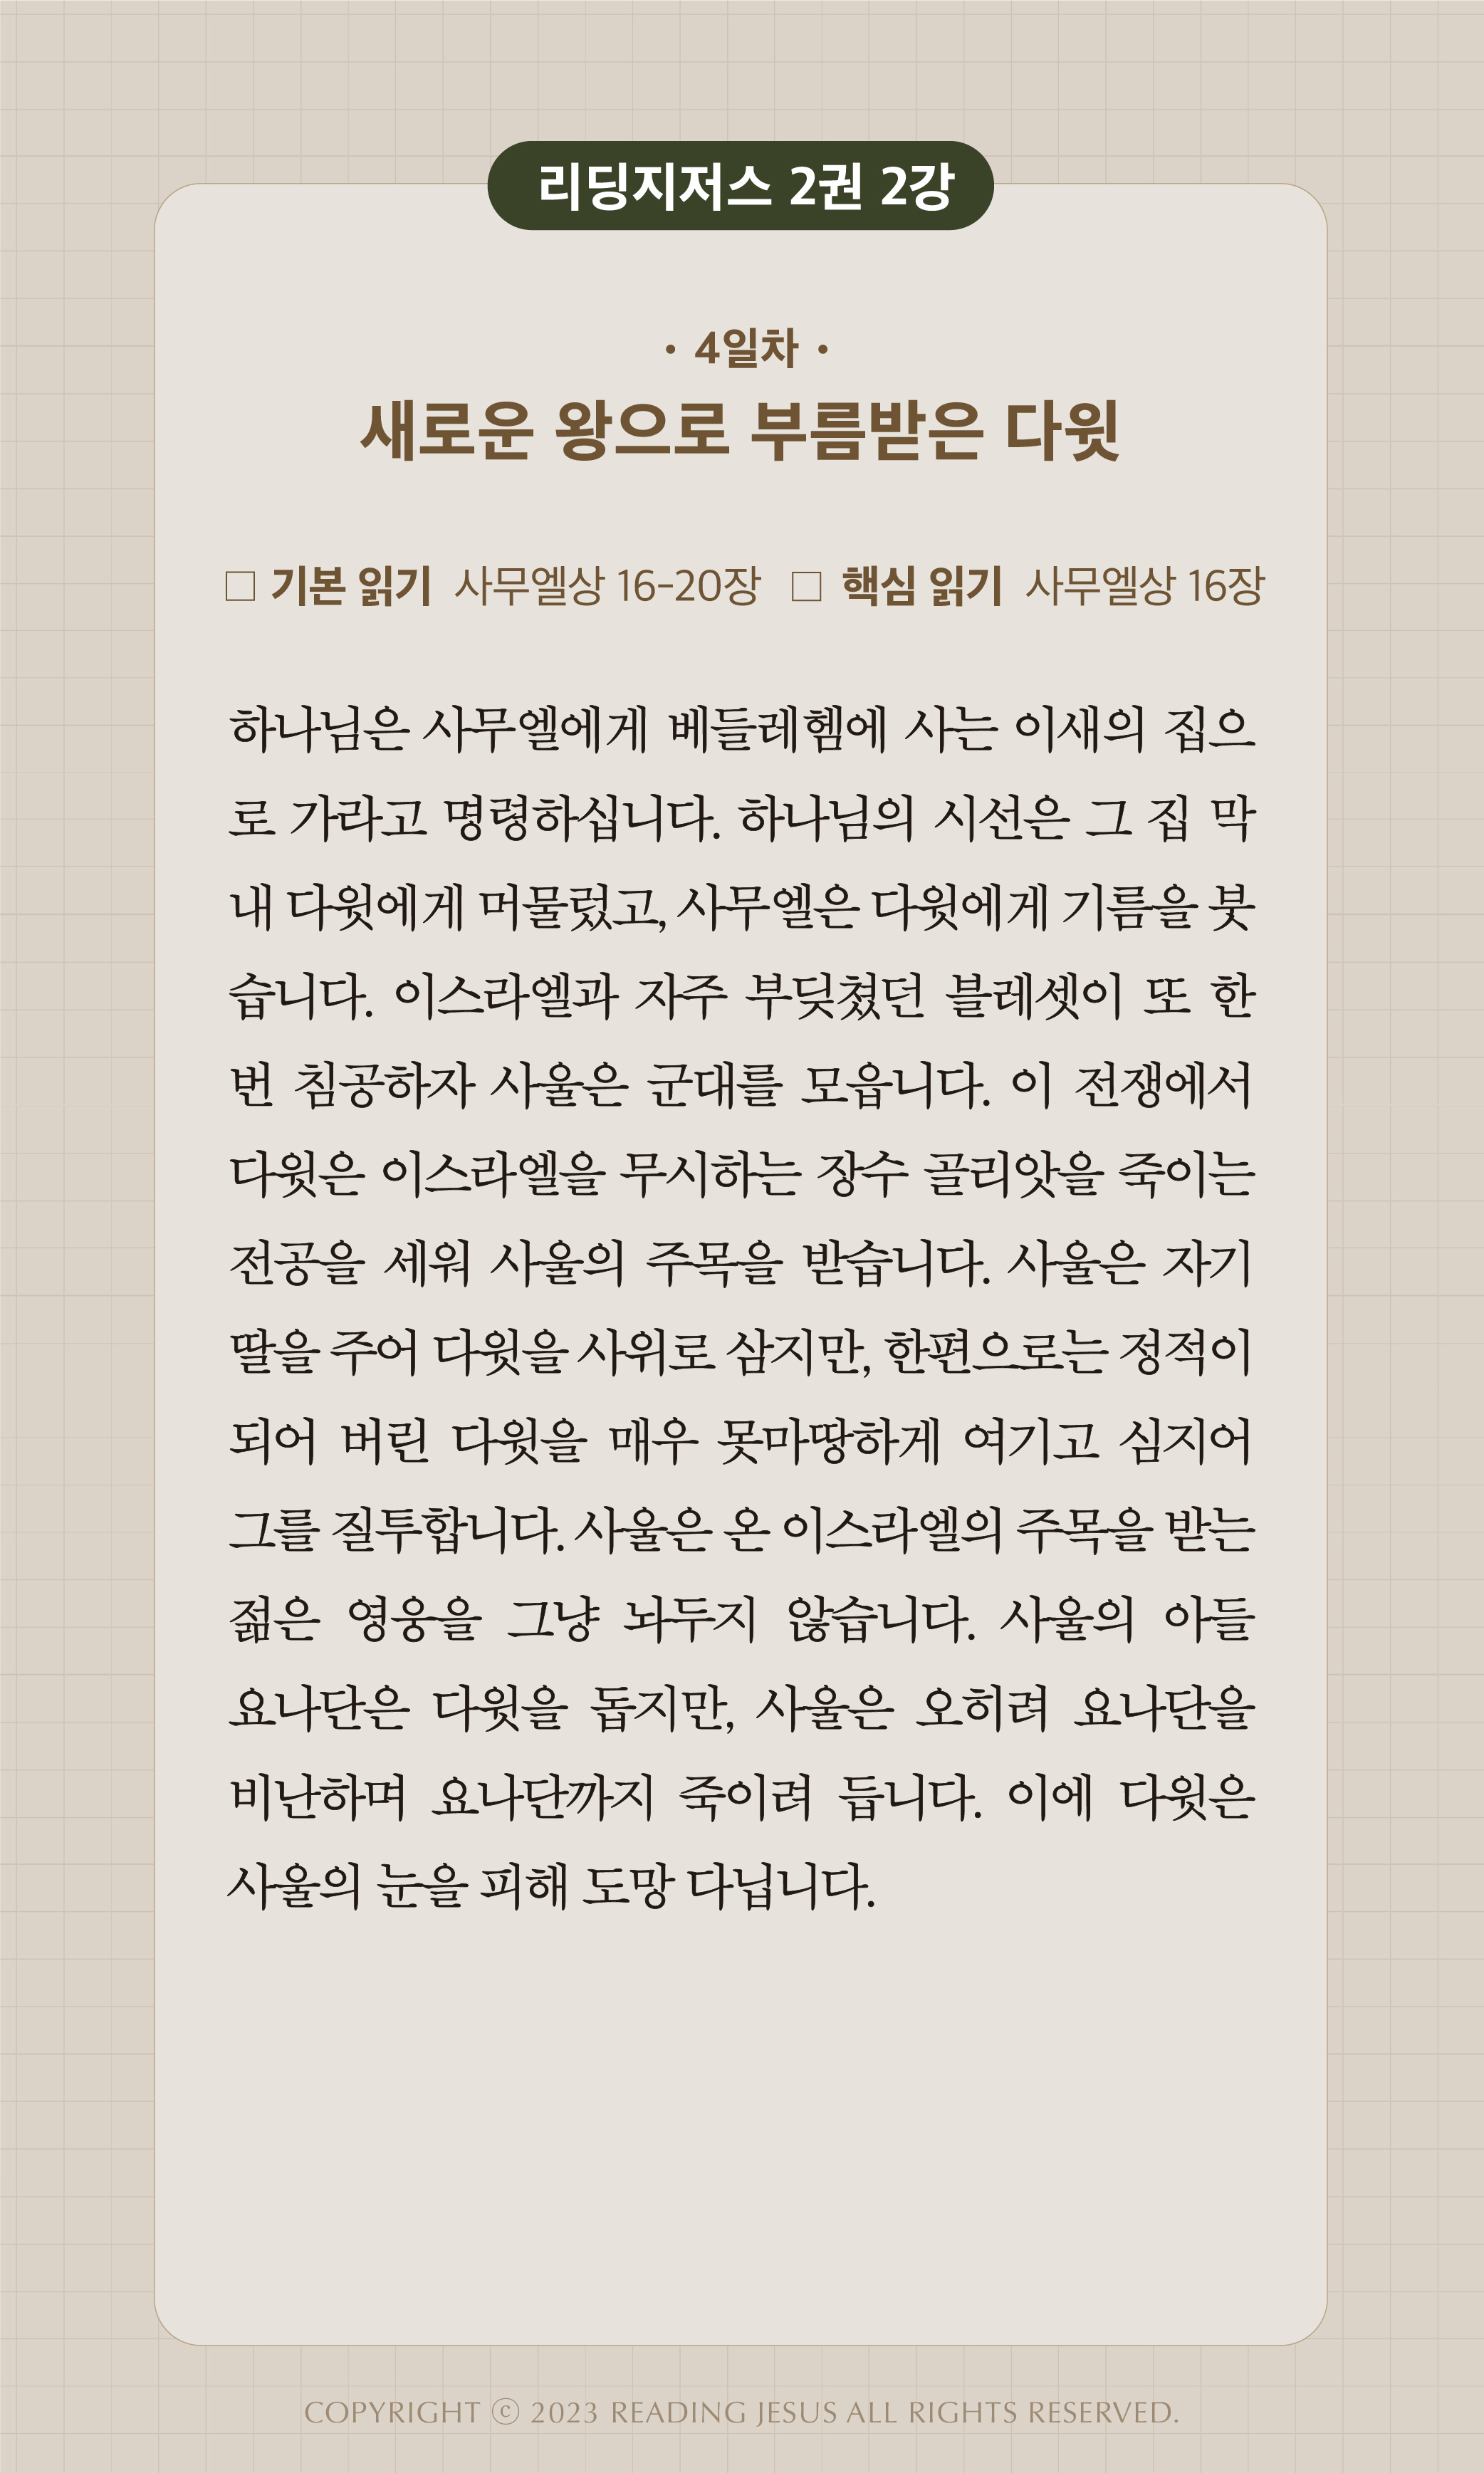 리딩지저스 2권 2강
· 4일차 ·
새로운 왕으로 부름받은 다윗
□ 기본 읽기 사무엘상 16-20장 □ 핵심 읽기 사무엘상 16장
하나님은 사무엘에게 베들레헴에 사는 이새의 집으
로 가라고 명령하십니다. 하나님의 시선은 그 집 막
내 다윗에게 머물렀고, 사무엘은 다윗에게 기름을 붓
습니다. 이스라엘과 자주 부딪쳤던 블레셋이 또 한
번 침공하자 사울은 군대를 모읍니다. 이 전쟁에서
다윗은 이스라엘을 무시하는 장수 골리앗을 죽이는
전공을 세워 사울의 주목을 받습니다. 사울은 자기
딸을 주어 다윗을 사위로 삼지만, 한편으로는 정적이
되어 버린 다윗을 매우 못마땅하게 여기고 심지어
그를 질투합니다. 사울은 온 이스라엘의 주목을 받는
젊은 영웅을 그냥 놔두지 않습니다. 사울의 아들
요나단은 다윗을 돕지만, 사울은 오히려 요나단을
비난하며 요나단까지 죽이려 듭니다. 이에 다윗은
사울의 눈을 피해 도망 다닙니다.
COPYRIGHT ⓒ 2023 READING JESUS ALL RIGHTS RESERVED.